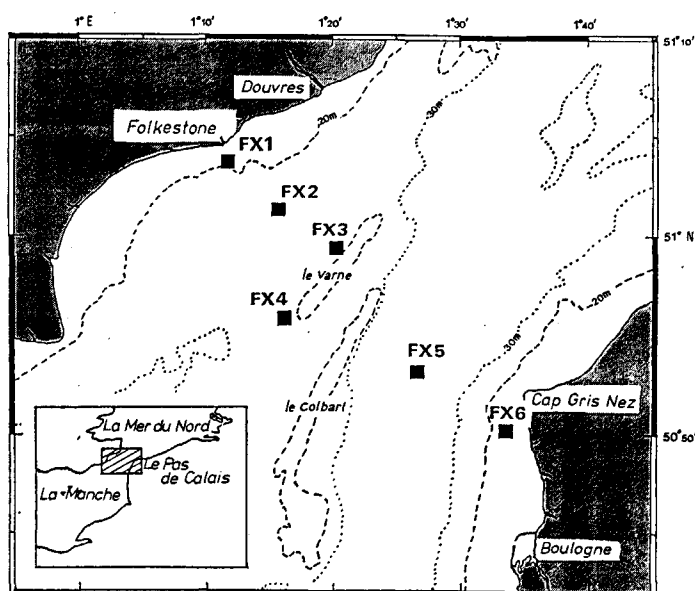 1° E
1°10'
1°20'
1°30'
1°40'
51°10'
Douvres
Folkestone
-20m
-30m
FX1
FX2
FX3
51° N
le Varne
FX4
-20m
-30m
FX5
le Colbart
Cap Gris Nez
FX6
50°50'
La Mer du Nord
Le Pas
de Calais
La Manche
Boulogne